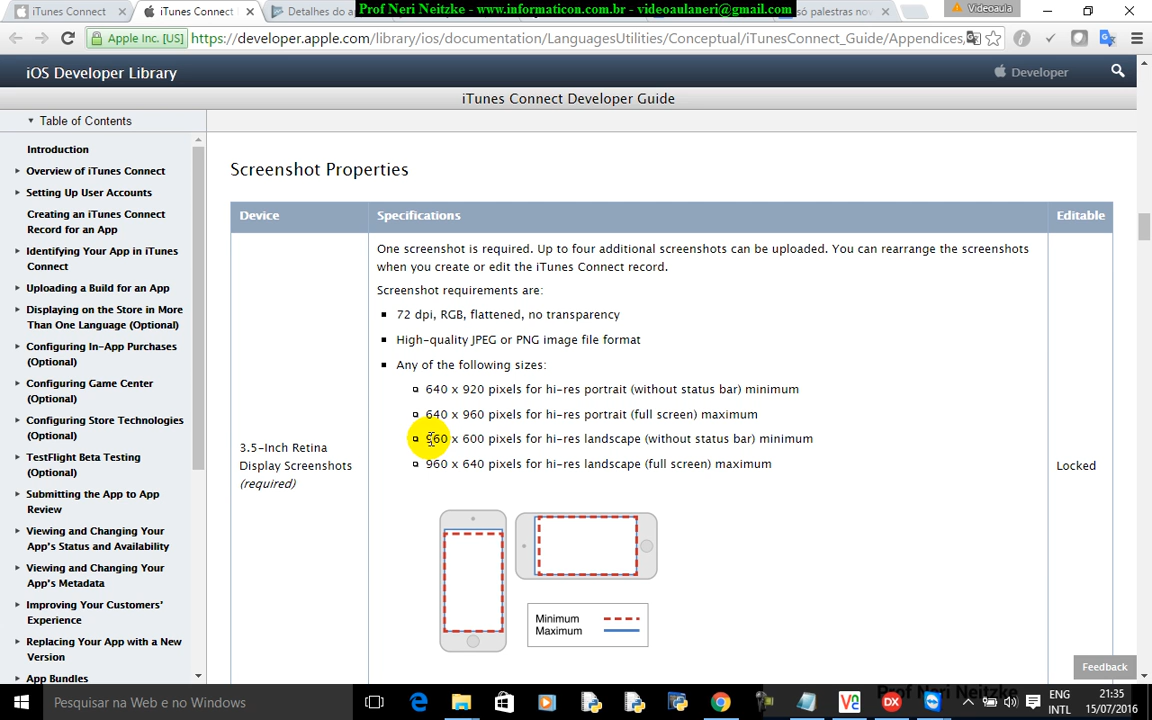 iTunes Connect
iTunes Connect
Detalhes do a
Prof Neri Neitzke - www.informaticon.com.br - videoaulaneri@gmail.com
só palestras nov
Videoaula
Apple Inc. [US]
https://developer.apple.com/library/ios/documentation/LanguagesUtilities/Conceptual/iTunesConnect_Guide/Appendices,
iOS Developer Library
Developer
iTunes Connect Developer Guide
Table of Contents
Introduction
Overview of iTunes Connect
Setting Up User Accounts
Creating an iTunes Connect
Record for an App
Identifying Your App in iTunes
Connect
Uploading a Build for an App
Displaying on the Store in More
Than One Language (Optional)
Configuring In-App Purchases
(Optional)
Configuring Game Center
(Optional)
Configuring Store Technologies
(Optional)
TestFlight Beta Testing
(Optional)
Submitting the App to App
Review
Viewing and Changing Your
App's Status and Availability
Viewing and Changing Your
App's Metadata
Improving Your Customers'
Experience
Replacing Your App with a New
Version
App Bundles
Screenshot Properties
Device
Specifications
Editable
3.5-Inch Retina
Display Screenshots
(required)
One screenshot is required. Up to four additional screenshots can be uploaded. You can rearrange the screenshots
when you create or edit the iTunes Connect record.
Screenshot requirements are:
72 dpi, RGB, flattened, no transparency
High-quality JPEG or PNG image file format
Any of the following sizes:
640 x 920 pixels for hi-res portrait (without status bar) minimum
640 x 960 pixels for hi-res portrait (full screen) maximum
960 x 600 pixels for hi-res landscape (without status bar) minimum
960 x 640 pixels for hi-res landscape (full screen) maximum
Minimum
Maximum
Locked
Feedback
Pesquisar na Web e no Windows
Prof Neri Neitzke
ENG
INTL
21:35
15/07/2016